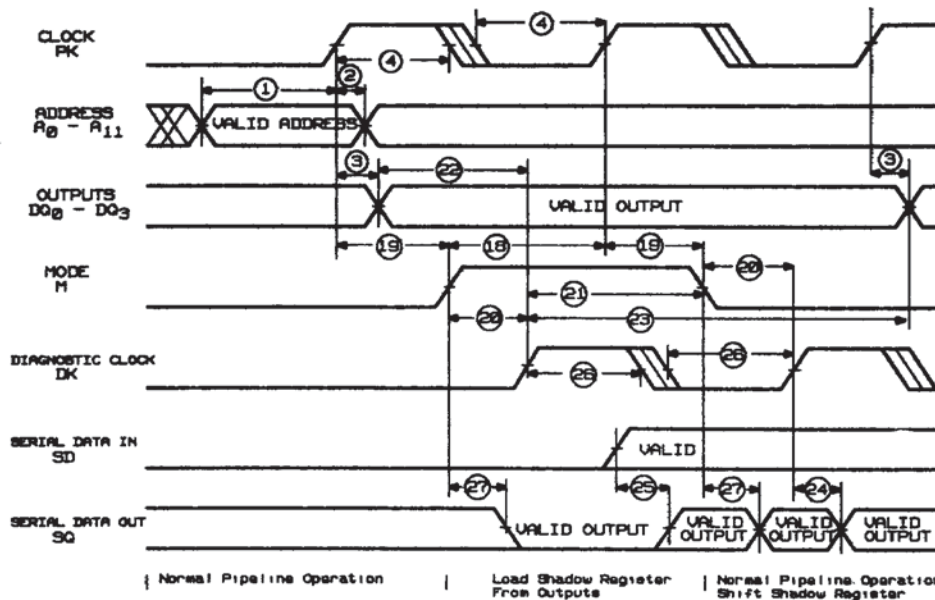 CLOCK
PK
④
④
①
②
ADDRESS
A0 - A11
VALID ADDRESS
③
㉒
③
OUTPUTS
DQ0 - DQ3
VALID OUTPUT
⑲
⑱
⑲
⑳
MODE
M
㉑
⑳
㉓
DIAGNOSTIC CLOCK
DK
㉖
㉖
SERIAL DATA IN
SD
VALID
㉗
㉕
㉗
㉔
SERIAL DATA OUT
SQ
VALID OUTPUT
VALID
OUTPUT
VALID
OUTPUT
VALID
OUTPUT
Normal Pipeline Operation
Load Shadow Register
From Outputs
Normal Pipeline Operation
Shift Shadow Register